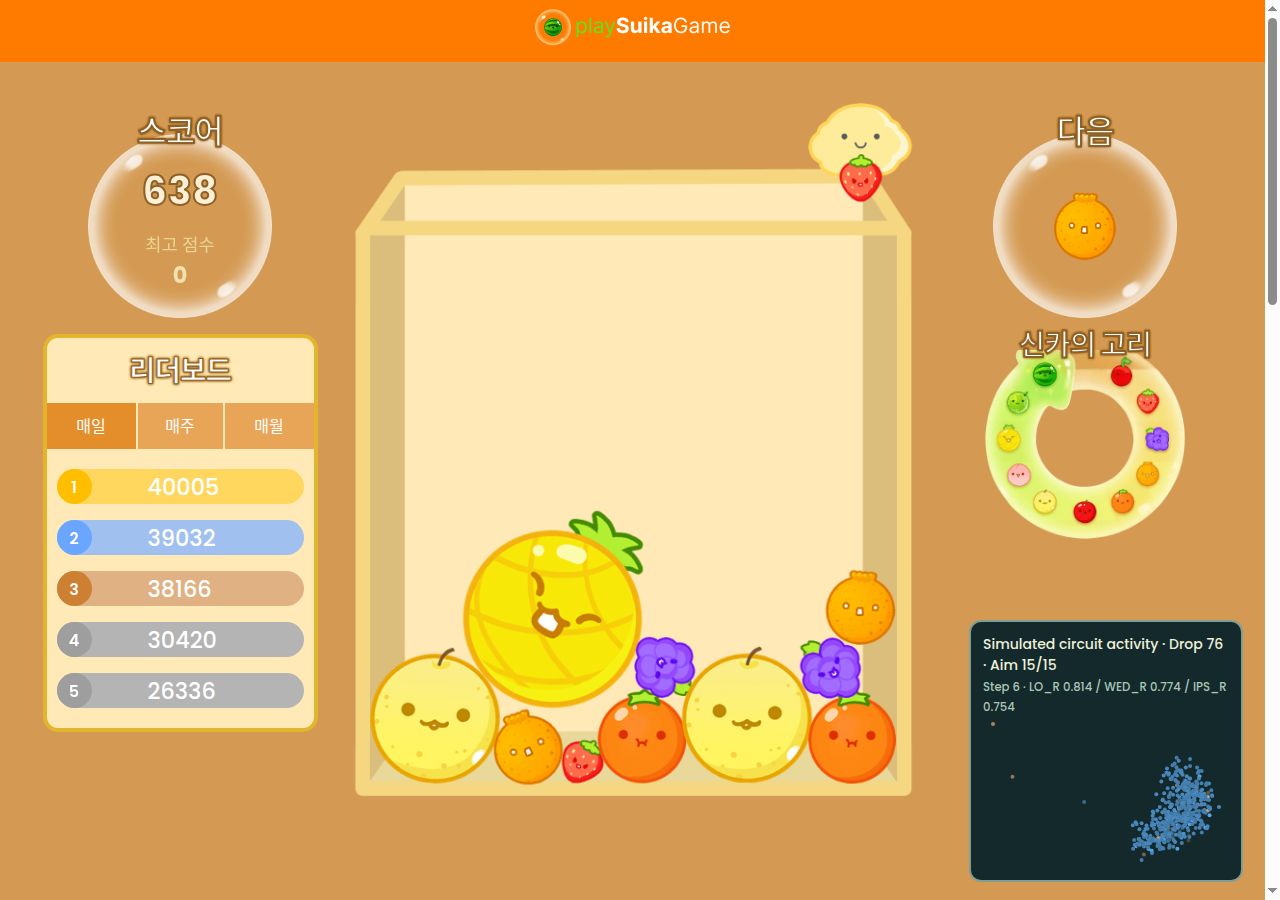 playSuikaGame
스코어
638
최고 점수
0
다음
신카의 고리
리더보드
매일 매주 매월
1 40005
2 39032
3 38166
4 30420
5 26336
Simulated circuit activity · Drop 76
· Aim 15/15
Step 6 · LO_R 0.814 / WED_R 0.774 / IPS_R
0.754